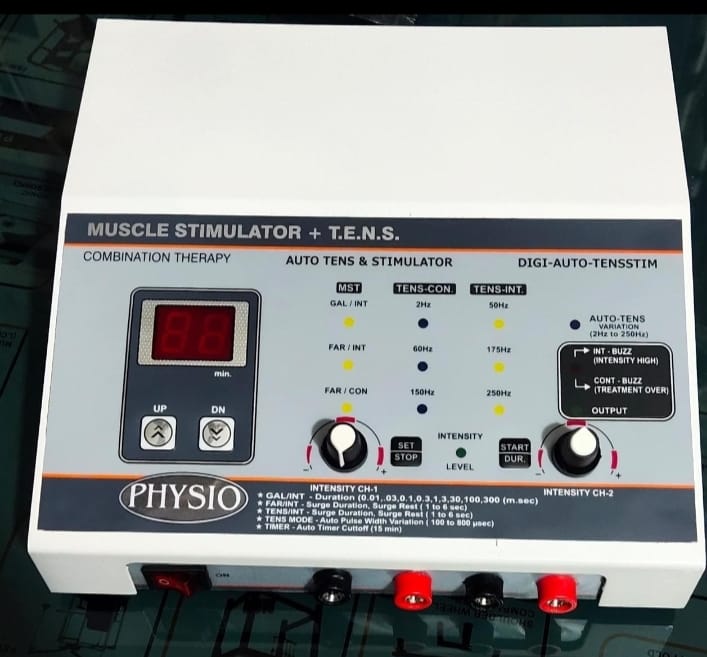 MUSCLE STIMULATOR + T.E.N.S.
COMBINATION THERAPY
AUTO TENS & STIMULATOR
DIGI-AUTO-TENSSTIM
MST
TENS-CON.
TENS-INT.
GAL / INT
2Hz
50Hz
AUTO-TENS
VARIATION
(2Hz to 250Hz)
FAR / INT
60Hz
175Hz
INT - BUZZ
(INTENSITY HIGH)
min.
FAR / CON
150Hz
250Hz
CONT - BUZZ
(TREATMENT OVER)
OUTPUT
UP
DN
SET
STOP
INTENSITY
LEVEL
START
DUR.
- +
- +
PHYSIO
INTENSITY CH-1
INTENSITY CH-2
★ GAL/INT - Duration (0.01,.03,0.1,0.3,1,3,30,100,300 (m.sec)
★ FAR/INT - Surge Duration, Surge Rest ( 1 to 6 sec)
★ TENS/INT - Surge Duration, Surge Rest ( 1 to 6 sec)
★ TENS MODE - Auto Pulse Width Variation ( 100 to 800 µsec)
★ TIMER - Auto Timer Cuttoff (15 min)
ON
SHOULDER WHEEL